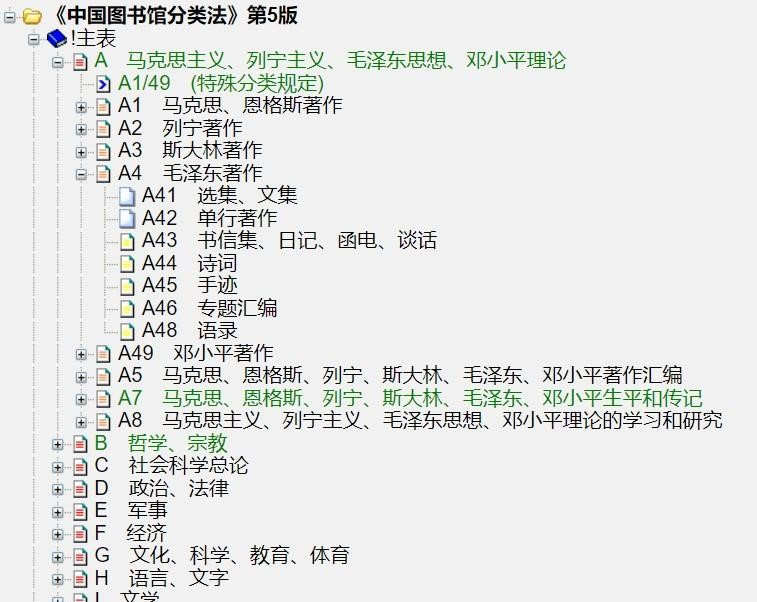 《中国图书馆分类法》第5版
!主表
A 马克思主义、列宁主义、毛泽东思想、邓小平理论
A1/49 (特殊分类规定)
A1 马克思、恩格斯著作
A2 列宁著作
A3 斯大林著作
A4 毛泽东著作
A41 选集、文集
A42 单行著作
A43 书信集、日记、函电、谈话
A44 诗词
A45 手迹
A46 专题汇编
A48 语录
A49 邓小平著作
A5 马克思、恩格斯、列宁、斯大林、毛泽东、邓小平著作汇编
A7 马克思、恩格斯、列宁、斯大林、毛泽东、邓小平生平和传记
A8 马克思主义、列宁主义、毛泽东思想、邓小平理论的学习和研究
B 哲学、宗教
C 社会科学总论
D 政治、法律
E 军事
F 经济
G 文化、科学、教育、体育
H 语言、文字
I 文学